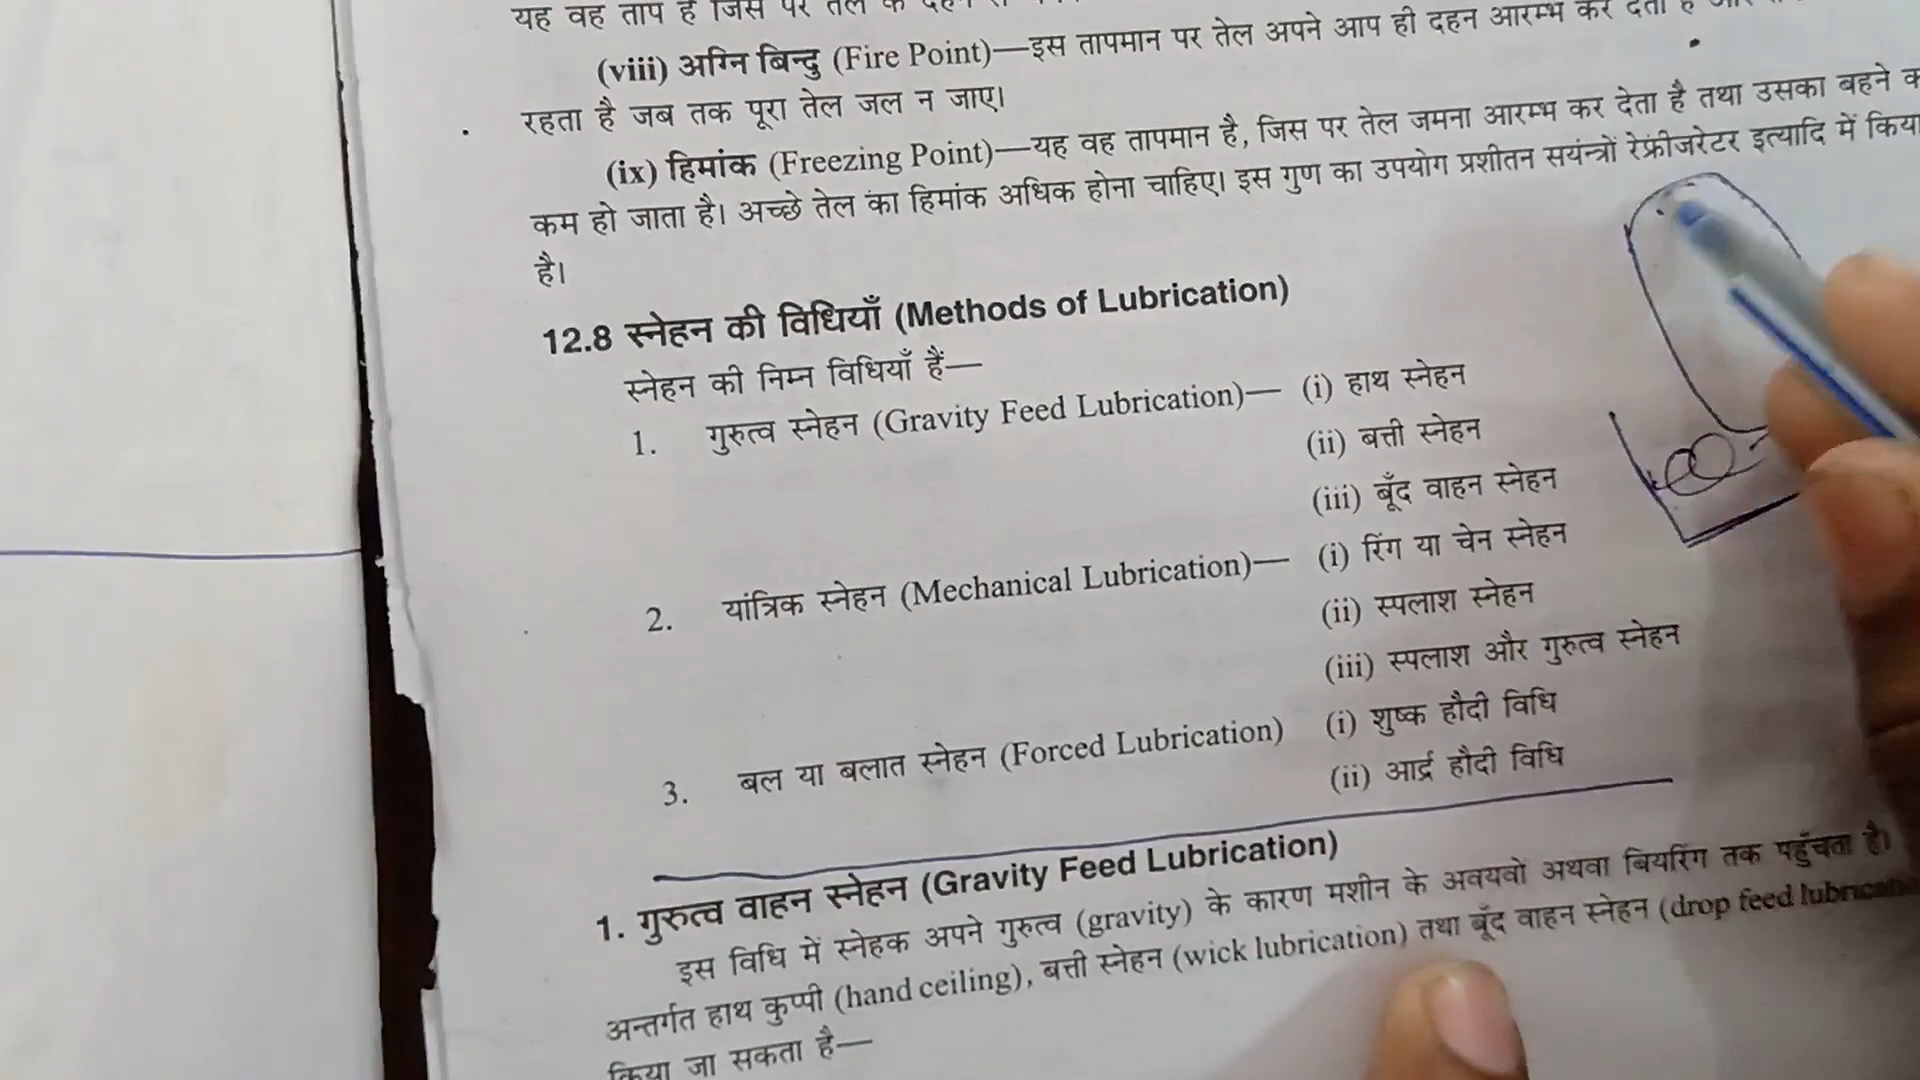 यह वह ताप है जिस पर तेल के
(viii) अग्नि बिन्दु (Fire Point)—इस तापमान पर तेल अपने आप ही दहन आरम्भ कर देता है
रहता है जब तक पूरा तेल जल न जाए।
(ix) हिमांक (Freezing Point)—यह वह तापमान है, जिस पर तेल जमना आरम्भ कर देता है तथा उसका बहने
कम हो जाता है। अच्छे तेल का हिमांक अधिक होना चाहिए। इस गुण का उपयोग प्रशीतन सयंन्त्रों रेफ्रीजरेटर इत्यादि में किया
है।
12.8 स्नेहन की विधियाँ (Methods of Lubrication)
स्नेहन की निम्न विधियाँ हैं—
1. गुरुत्व स्नेहन (Gravity Feed Lubrication)— (i) हाथ स्नेहन
(ii) बत्ती स्नेहन
(iii) बूँद वाहन स्नेहन
2. यांत्रिक स्नेहन (Mechanical Lubrication)— (i) रिंग या चेन स्नेहन
(ii) स्पलाश स्नेहन
(iii) स्पलाश और गुरुत्व स्नेहन
3. बल या बलात स्नेहन (Forced Lubrication) (i) शुष्क हौदी विधि
(ii) आर्द्र हौदी विधि
1. गुरुत्व वाहन स्नेहन (Gravity Feed Lubrication)
इस विधि में स्नेहक अपने गुरुत्व (gravity) के कारण मशीन के अवयवों अथवा बियरिंग तक पहुँचता है।
अन्तर्गत हाथ कुप्पी (hand ceiling), बत्ती स्नेहन (wick lubrication) तथा बूँद वाहन स्नेहन (drop feed
किया जा सकता है—